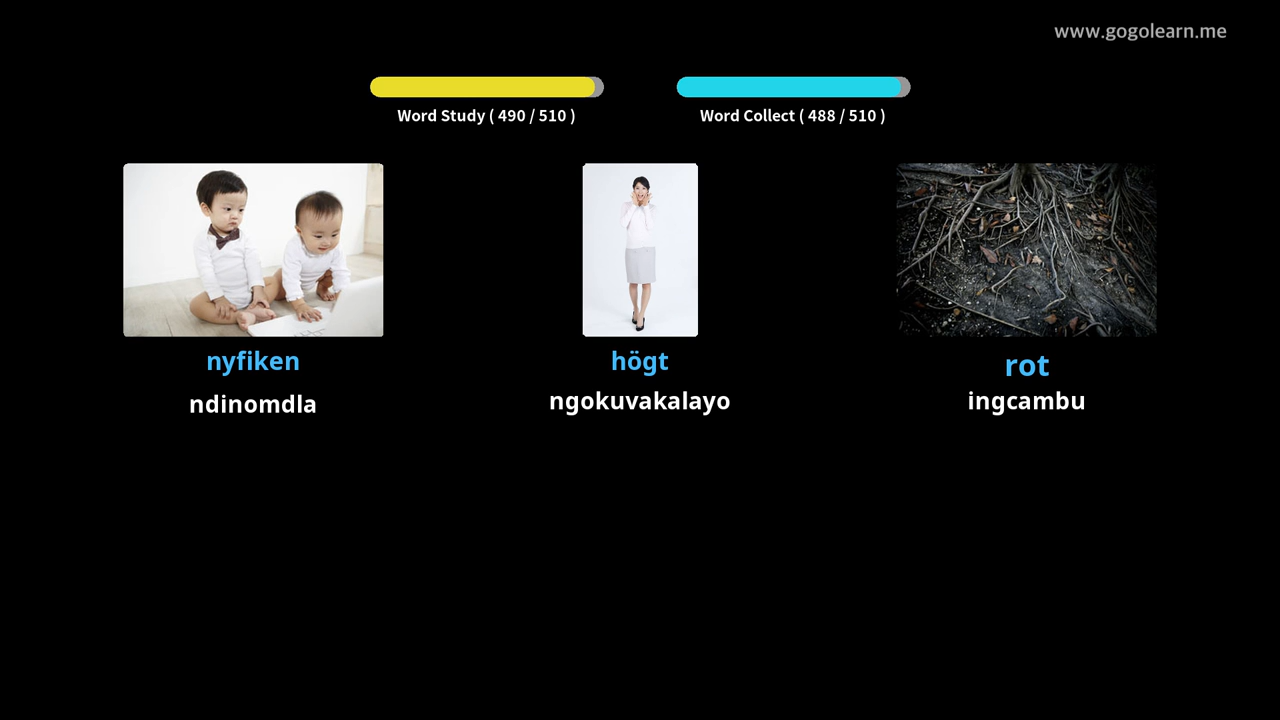 www.gogolearn.me
Word Study ( 490 / 510 )
Word Collect ( 488 / 510 )
nyfiken
ndinomdla
högt
ngokuvakalayo
rot
ingcambu